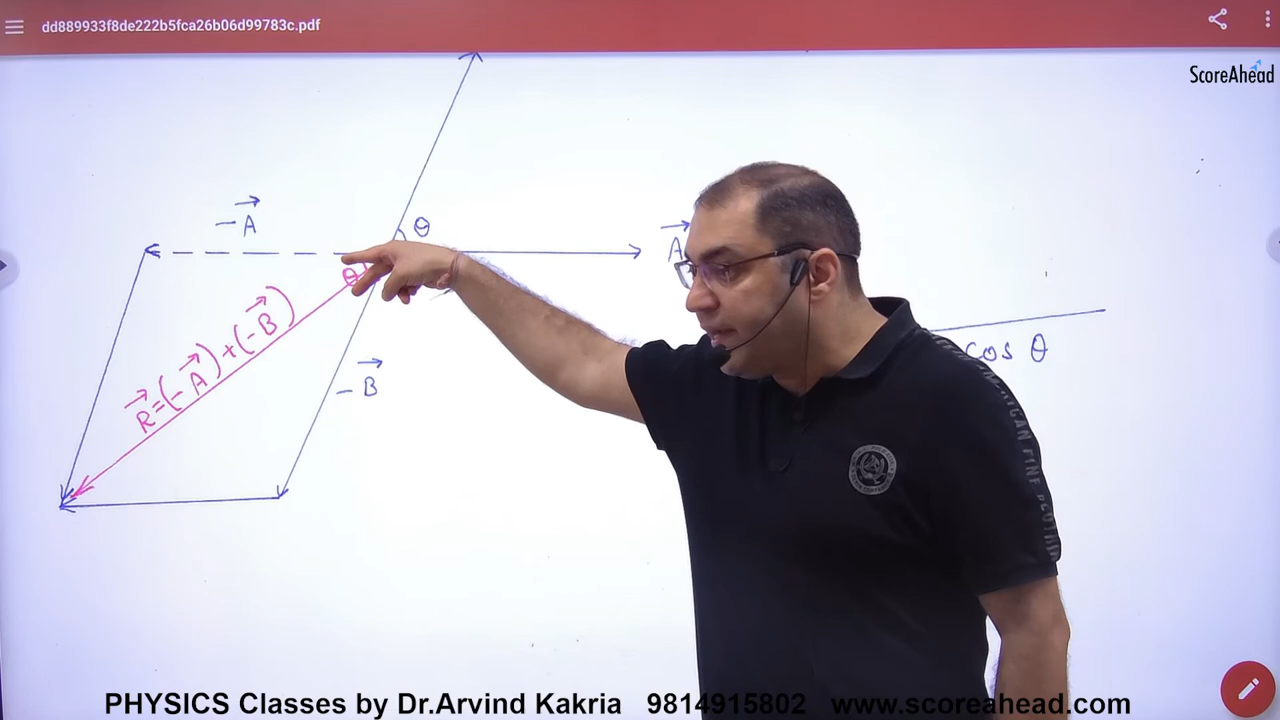 dd889933f8de222b5fca26b06d99783c.pdf
ScoreAhead
−A⃗
θ
A⃗
θ
R⃗=(−A⃗)+(−B⃗)
−B⃗
cos θ
PHYSICS Classes by Dr.Arvind Kakria 9814915802 www.scoreahead.com